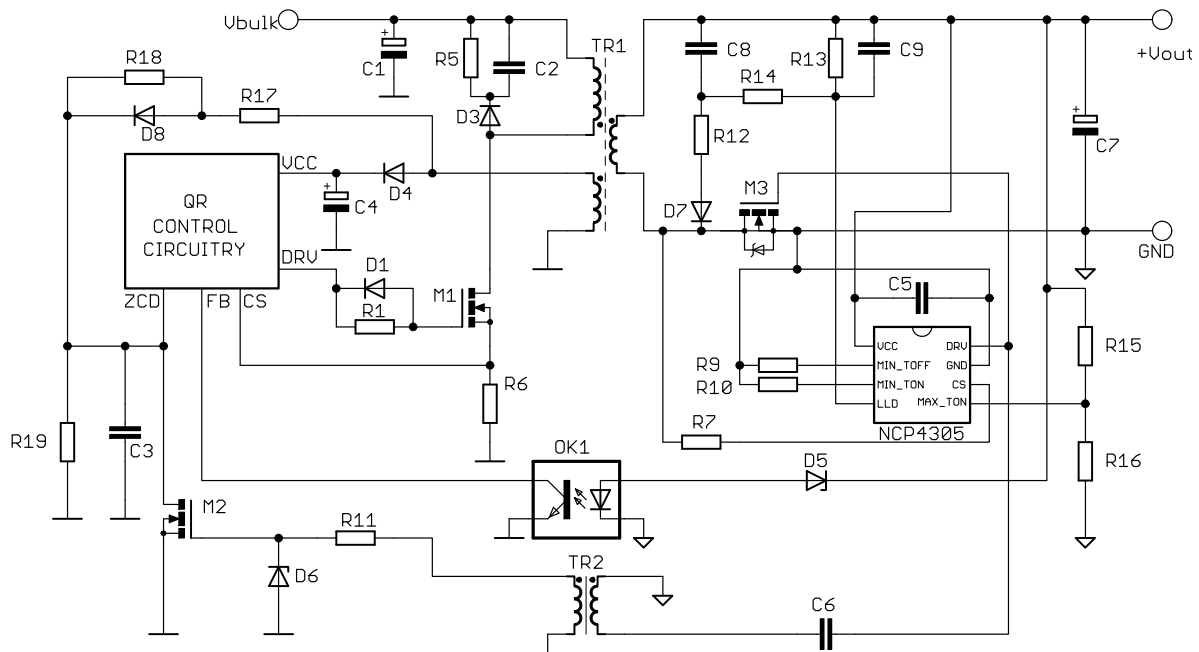 Vbulk
C1
R5
C2
TR1
C8
R13
C9
+Vout
R18
R14
D8
R17
D3
R12
C7
VCC
D4
M3
QR
CONTROL
CIRCUITRY
C4
D7
GND
DRV
D1
C5
ZCD
FB
CS
R1
M1
VCC
DRV
R15
R9
MIN_TOFF
GND
R10
MIN_TON
CS
R6
LLD
MAX_TON
R7
NCP4305
R19
C3
OK1
D5
R16
M2
R11
D6
TR2
C6